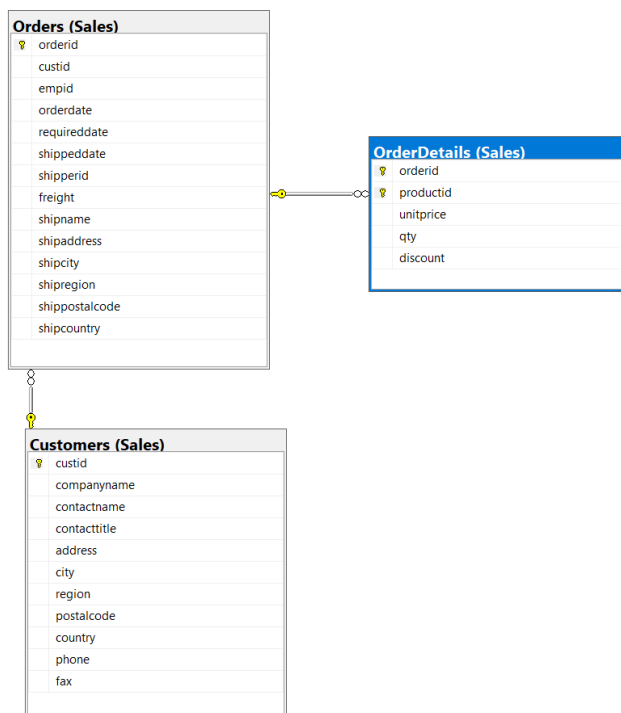 Orders (Sales)
orderid
custid
empid
orderdate
requireddate
shippeddate
shipperid
freight
shipname
shipaddress
shipcity
shipregion
shippostalcode
shipcountry
OrderDetails (Sales)
orderid
productid
unitprice
qty
discount
Customers (Sales)
custid
companyname
contactname
contacttitle
address
city
region
postalcode
country
phone
fax